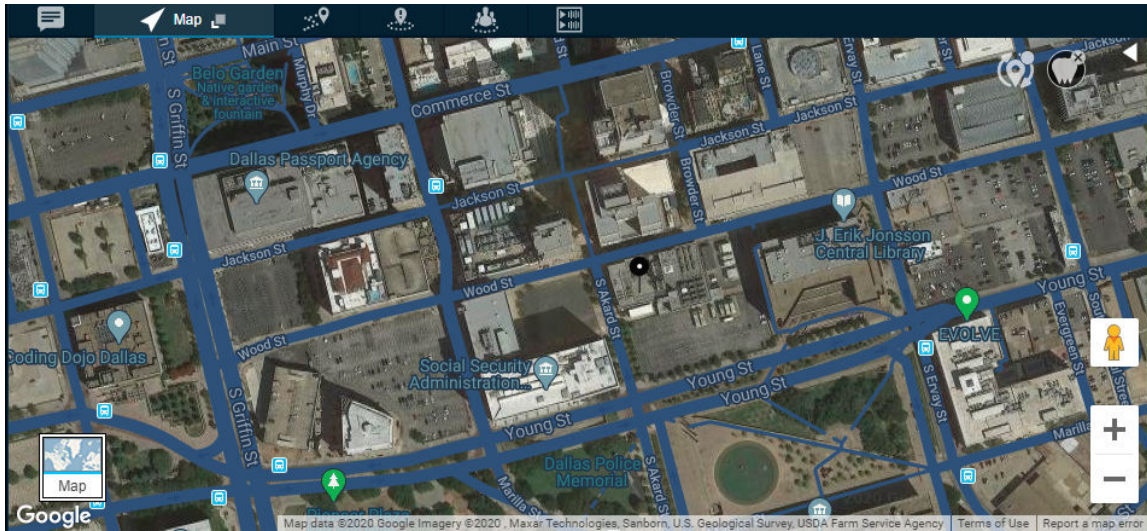 Map
Main St
Belo Garden
Native garden
& interactive
fountain
Murphy Dr
S Griffin St
Commerce St
Browder St
Lane St
S Ervay St
Jackson St
Jackson St
Jackson
Dallas Passport Agency
Jackson St
Jackson St
Browder St
Wood St
J. Erik Jonsson
Central Library
Wood St
S Akard St
Young St
Coding Dojo Dallas
Wood St
Social Security
Administration...
EVOLVE
Evergreen St
S Ervay St
Young St
Young St
S Griffin St
Young St
Marilla
Dallas Police
Memorial
S Akard St
Marilla St
Map
Pioneer Plaza
Google
Map data ©2020 Google Imagery ©2020 , Maxar Technologies, Sanborn, U.S. Geological Survey, USDA Farm Service Agency
Terms of Use
Report a map error